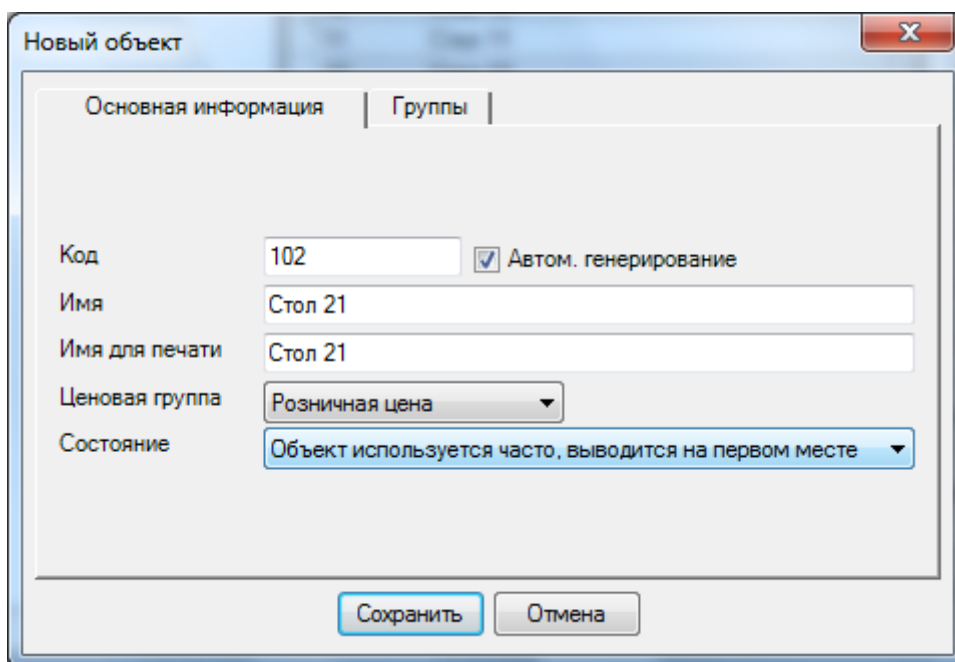 Новый объект
Основная информация Группы
Код 102 Автом. генерирование
Имя Стол 21
Имя для печати Стол 21
Ценовая группа Розничная цена
Состояние Объект используется часто, выводится на первом месте
Сохранить Отмена